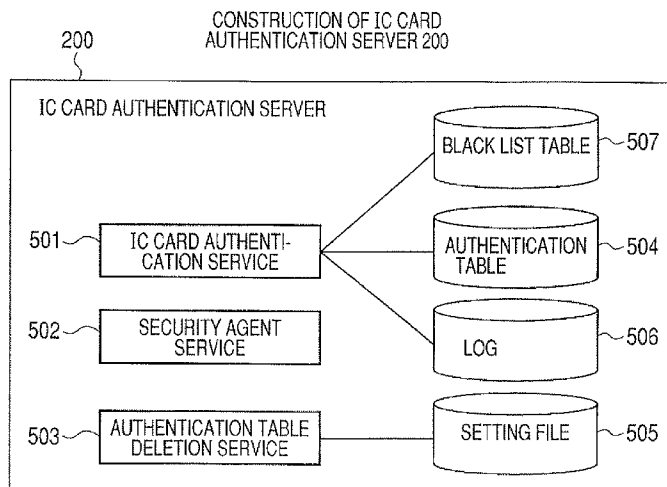 CONSTRUCTION OF IC CARD
AUTHENTICATION SERVER 200
200
IC CARD AUTHENTICATION SERVER
BLACK LIST TABLE
507
501
IC CARD AUTHENTI-
CATION SERVICE
AUTHENTICATION
TABLE
504
502
SECURITY AGENT
SERVICE
LOG
506
503
AUTHENTICATION TABLE
DELETION SERVICE
SETTING FILE
505